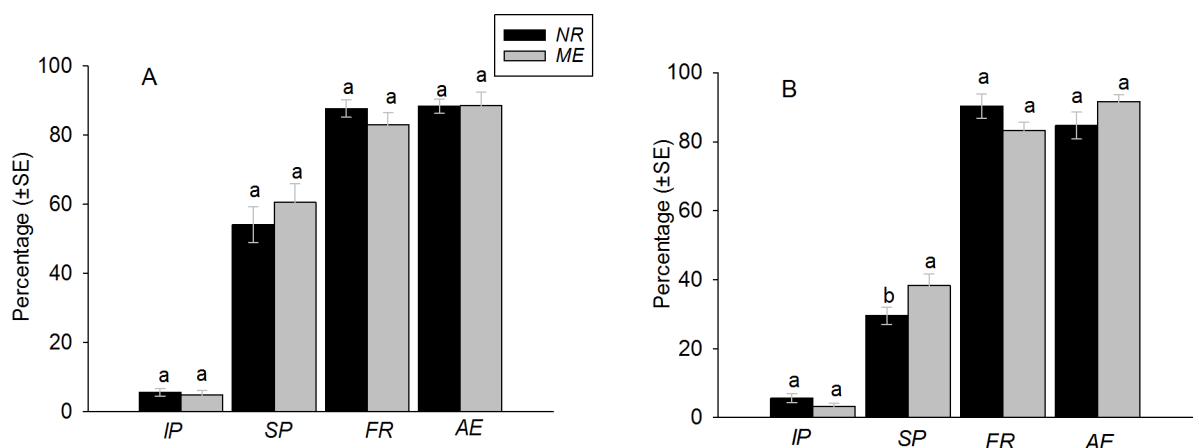 NR
ME
A
Percentage (±SE)
100
80
60
40
20
0
a a a a a a a a
IP SP FR AE
B
Percentage (±SE)
100
80
60
40
20
0
a a b a a a a a
IP SP FR AE